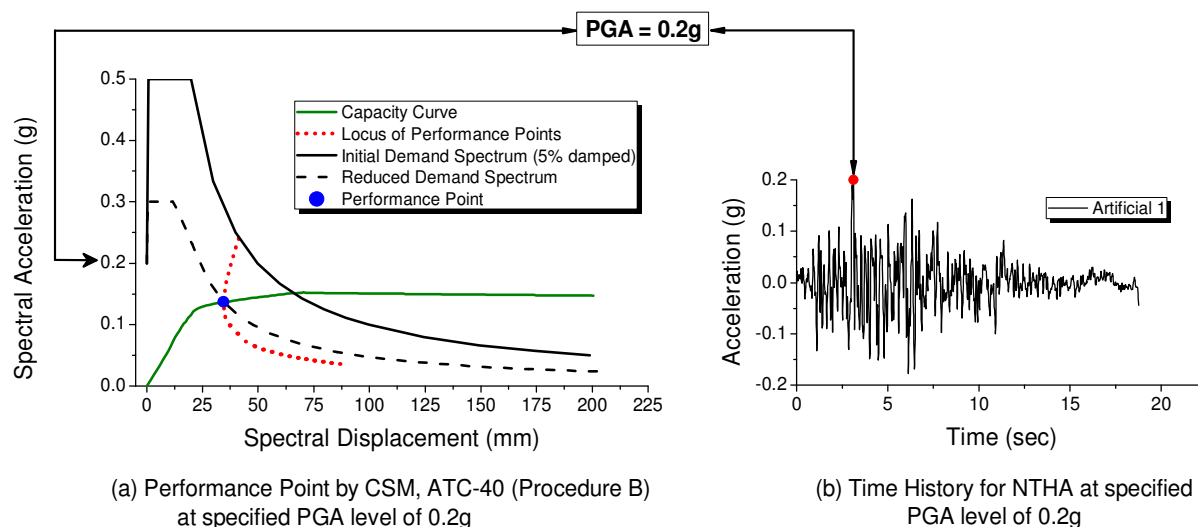 PGA = 0.2g
Spectral Acceleration (g)
0.5
0.4
0.3
0.2
0.1
0.0
0 25 50 75 100 125 150 175 200 225
Spectral Displacement (mm)
Capacity Curve
Locus of Performance Points
Initial Demand Spectrum (5% damped)
Reduced Demand Spectrum
Performance Point
(a) Performance Point by CSM, ATC-40 (Procedure B)
at specified PGA level of 0.2g
Acceleration (g)
0.2
0.1
0.0
-0.1
-0.2
0 5 10 15 20
Time (sec)
Artificial 1
(b) Time History for NTHA at specified
PGA level of 0.2g